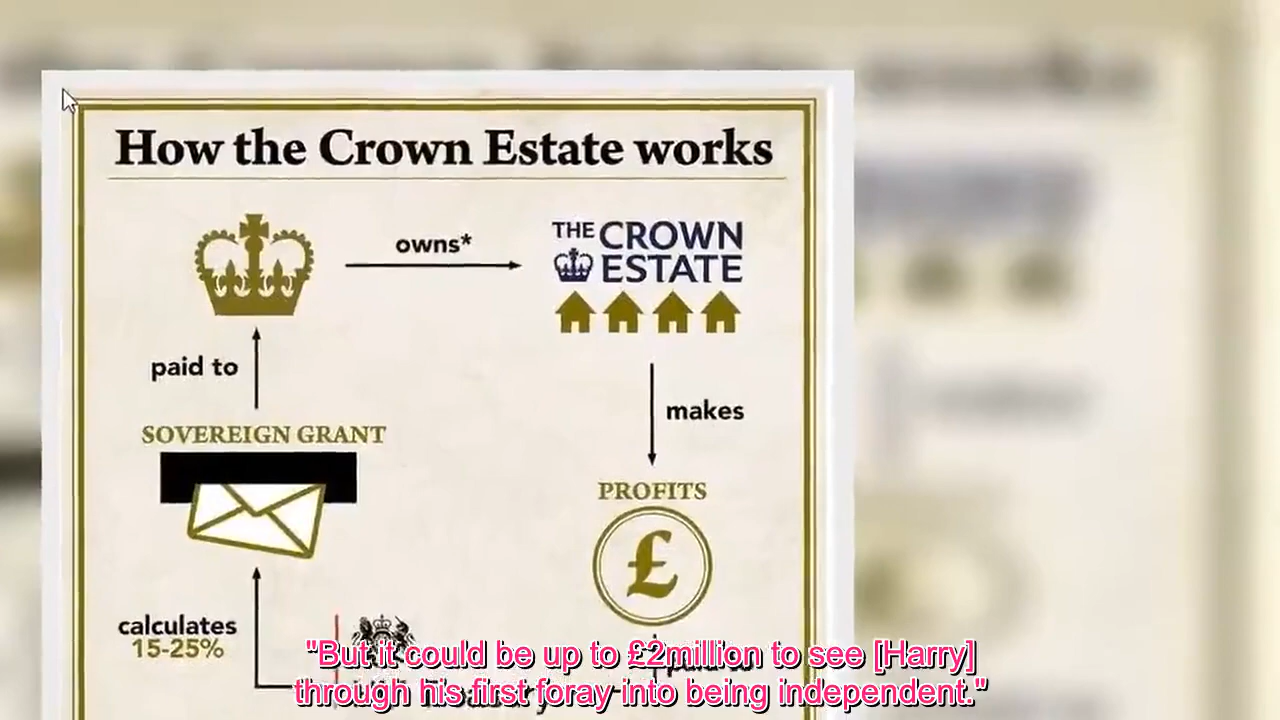 How the Crown Estate works
owns*
THE CROWN
ESTATE
paid to
makes
SOVEREIGN GRANT
PROFITS
£
calculates
15-25%
"But it could be up to £2million to see [Harry]
through his first foray into being independent."